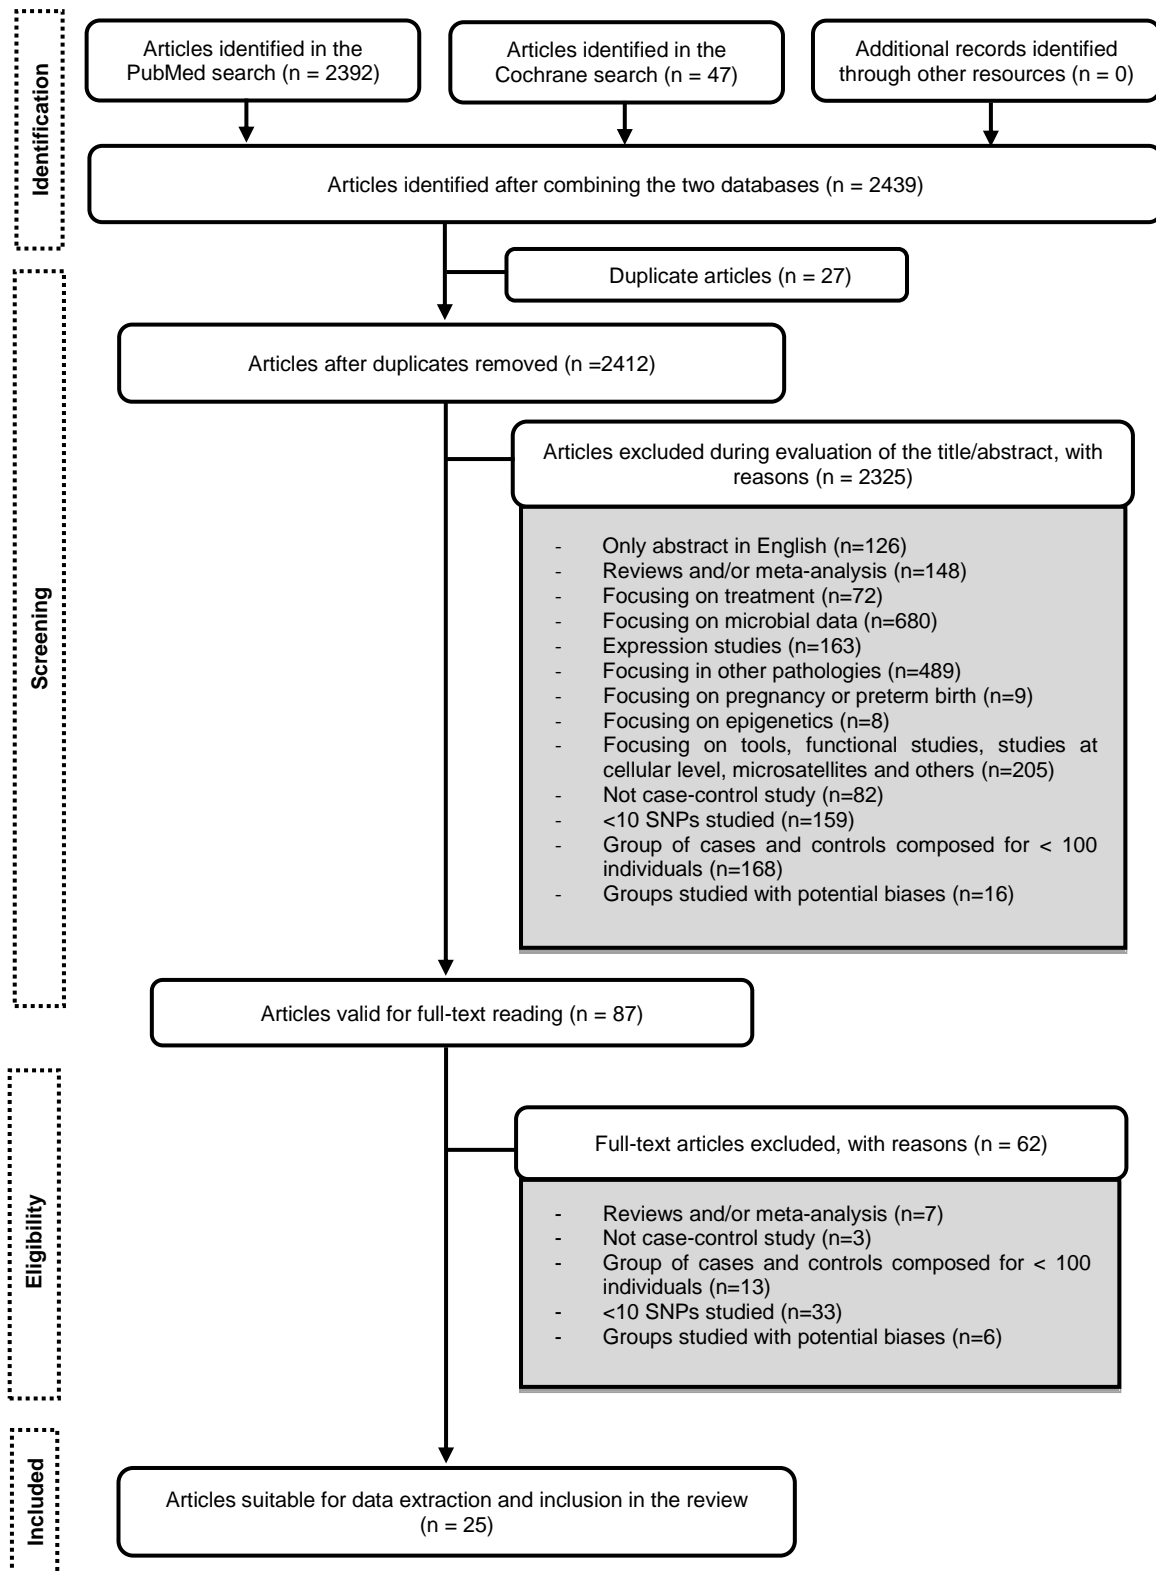 Identification
Articles identified in the
PubMed search (n = 2392)
Articles identified in the
Cochrane search (n = 47)
Additional records identified
through other resources (n = 0)
Articles identified after combining the two databases (n = 2439)
Screening
Duplicate articles (n = 27)
Articles after duplicates removed (n =2412)
Articles excluded during evaluation of the title/abstract, with
reasons (n = 2325)
- Only abstract in English (n=126)
- Reviews and/or meta-analysis (n=148)
- Focusing on treatment (n=72)
- Focusing on microbial data (n=680)
- Expression studies (n=163)
- Focusing in other pathologies (n=489)
- Focusing on pregnancy or preterm birth (n=9)
- Focusing on epigenetics (n=8)
- Focusing on tools, functional studies, studies at
cellular level, microsatellites and others (n=205)
- Not case-control study (n=82)
- <10 SNPs studied (n=159)
- Group of cases and controls composed for < 100
individuals (n=168)
- Groups studied with potential biases (n=16)
Articles valid for full-text reading (n = 87)
Eligibility
Full-text articles excluded, with reasons (n = 62)
- Reviews and/or meta-analysis (n=7)
- Not case-control study (n=3)
- Group of cases and controls composed for < 100
individuals (n=13)
- <10 SNPs studied (n=33)
- Groups studied with potential biases (n=6)
Included
Articles suitable for data extraction and inclusion in the review
(n = 25)